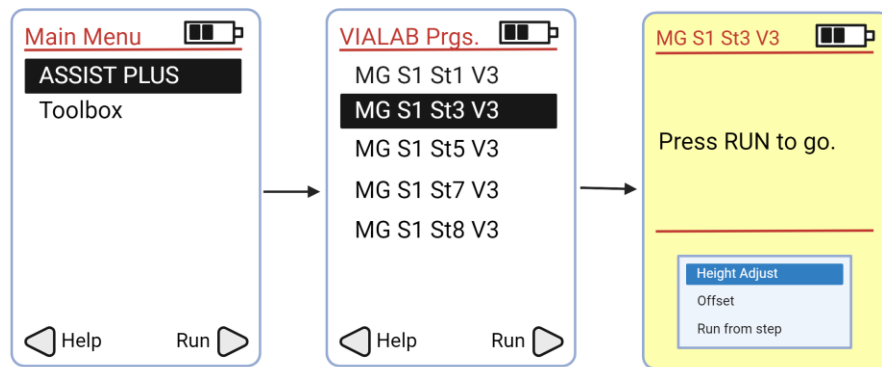 Main Menu
ASSIST PLUS
Toolbox
Help
Run
VIALAB Prgs.
MG S1 St1 V3
MG S1 St3 V3
MG S1 St5 V3
MG S1 St7 V3
MG S1 St8 V3
Help
Run
MG S1 St3 V3
Press RUN to go.
Height Adjust
Offset
Run from step